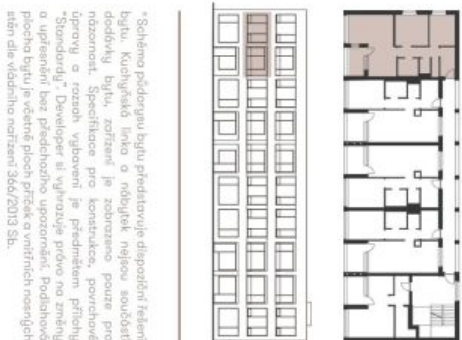 *Schéma půdorysu bytu představuje dispoziční řešení
bytu. Kuchyňská linka a nábytek nejsou součástí
dodávky bytu, zařízení je zobrazeno pouze pro
názornost. Specifikace pro konstrukce, povrchové
úpravy a rozsah vybavení je předmětem přílohy
"Standardy". Developer si vyhrazuje právo na změny
a upřesnění bez předchozího upozornění. Podlahová
plocha bytu je včetně ploch příček a vnitřních nosných
stěn dle vládního nařízení 366/2013 Sb.